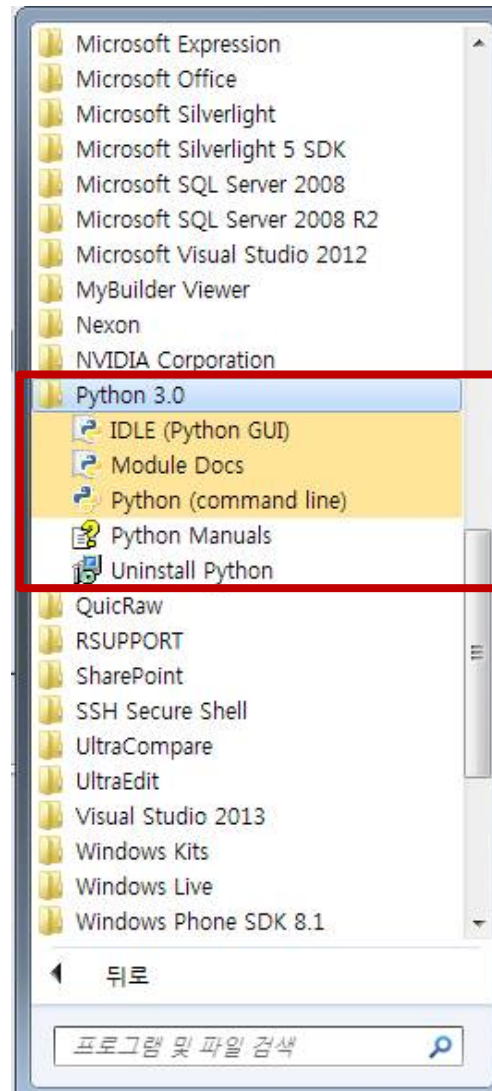 Microsoft Expression
Microsoft Office
Microsoft Silverlight
Microsoft Silverlight 5 SDK
Microsoft SQL Server 2008
Microsoft SQL Server 2008 R2
Microsoft Visual Studio 2012
MyBuilder Viewer
Nexon
NVIDIA Corporation
Python 3.0
IDLE (Python GUI)
Module Docs
Python (command line)
Python Manuals
Uninstall Python
QuicRaw
RSUPPORT
SharePoint
SSH Secure Shell
UltraCompare
UltraEdit
Visual Studio 2013
Windows Kits
Windows Live
Windows Phone SDK 8.1
뒤로
프로그램 및 파일 검색